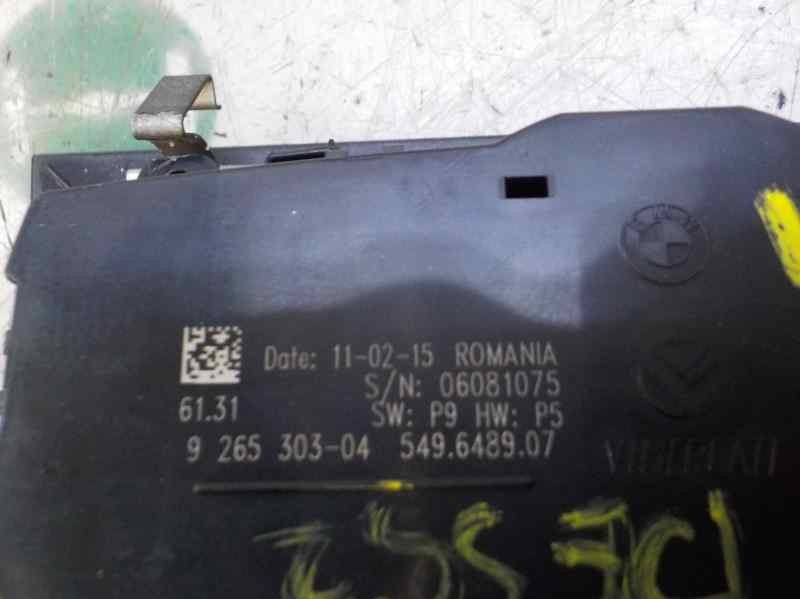 BMW
Date: 11-02-15 ROMANIA
S/N: 06081075
61.31
SW: P9 HW: P5
9 265 303-04 549.6489.07